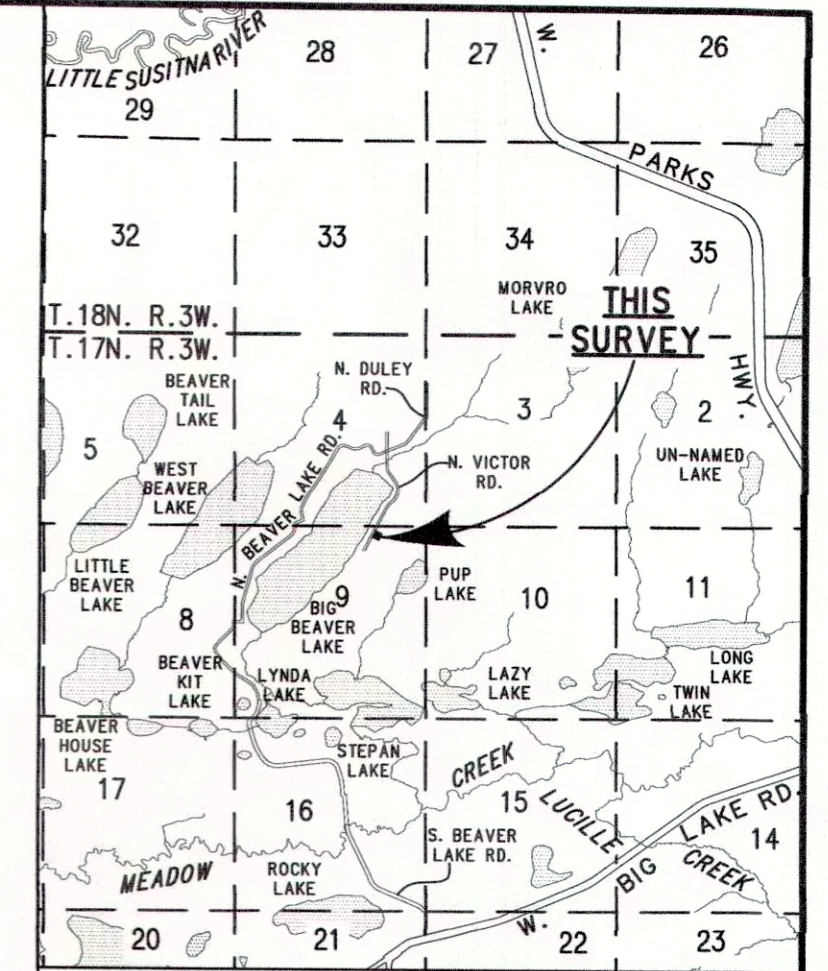 28
27
W.
26
LITTLE SUSITNA RIVER
29
PARKS
32
33
34
35
MORVRO
LAKE
THIS
SURVEY
T.18N. R.3W.
T.17N. R.3W.
HWY.
N. DULEY
RD.
BEAVER
TAIL
LAKE
4
3
2
5
UN-NAMED
LAKE
WEST
BEAVER
LAKE
N. BEAVER LAKE RD.
N. VICTOR
RD.
LITTLE
BEAVER
LAKE
8
9
BIG
BEAVER
LAKE
PUP
LAKE
10
11
BEAVER
KIT
LAKE
LYNDA
LAKE
LAZY
LAKE
LONG
LAKE
TWIN
LAKE
BEAVER
HOUSE
LAKE
17
STEPAN
LAKE
CREEK
16
15
LUCILLE
W. BIG LAKE RD.
14
S. BEAVER
LAKE RD.
CREEK
MEADOW
ROCKY
LAKE
20
21
22
23